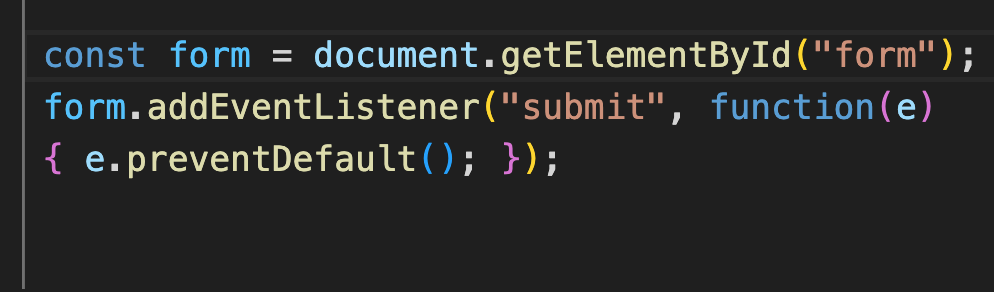 const form = document.getElementById("form");
form.addEventListener("submit", function(e)
{ e.preventDefault(); });